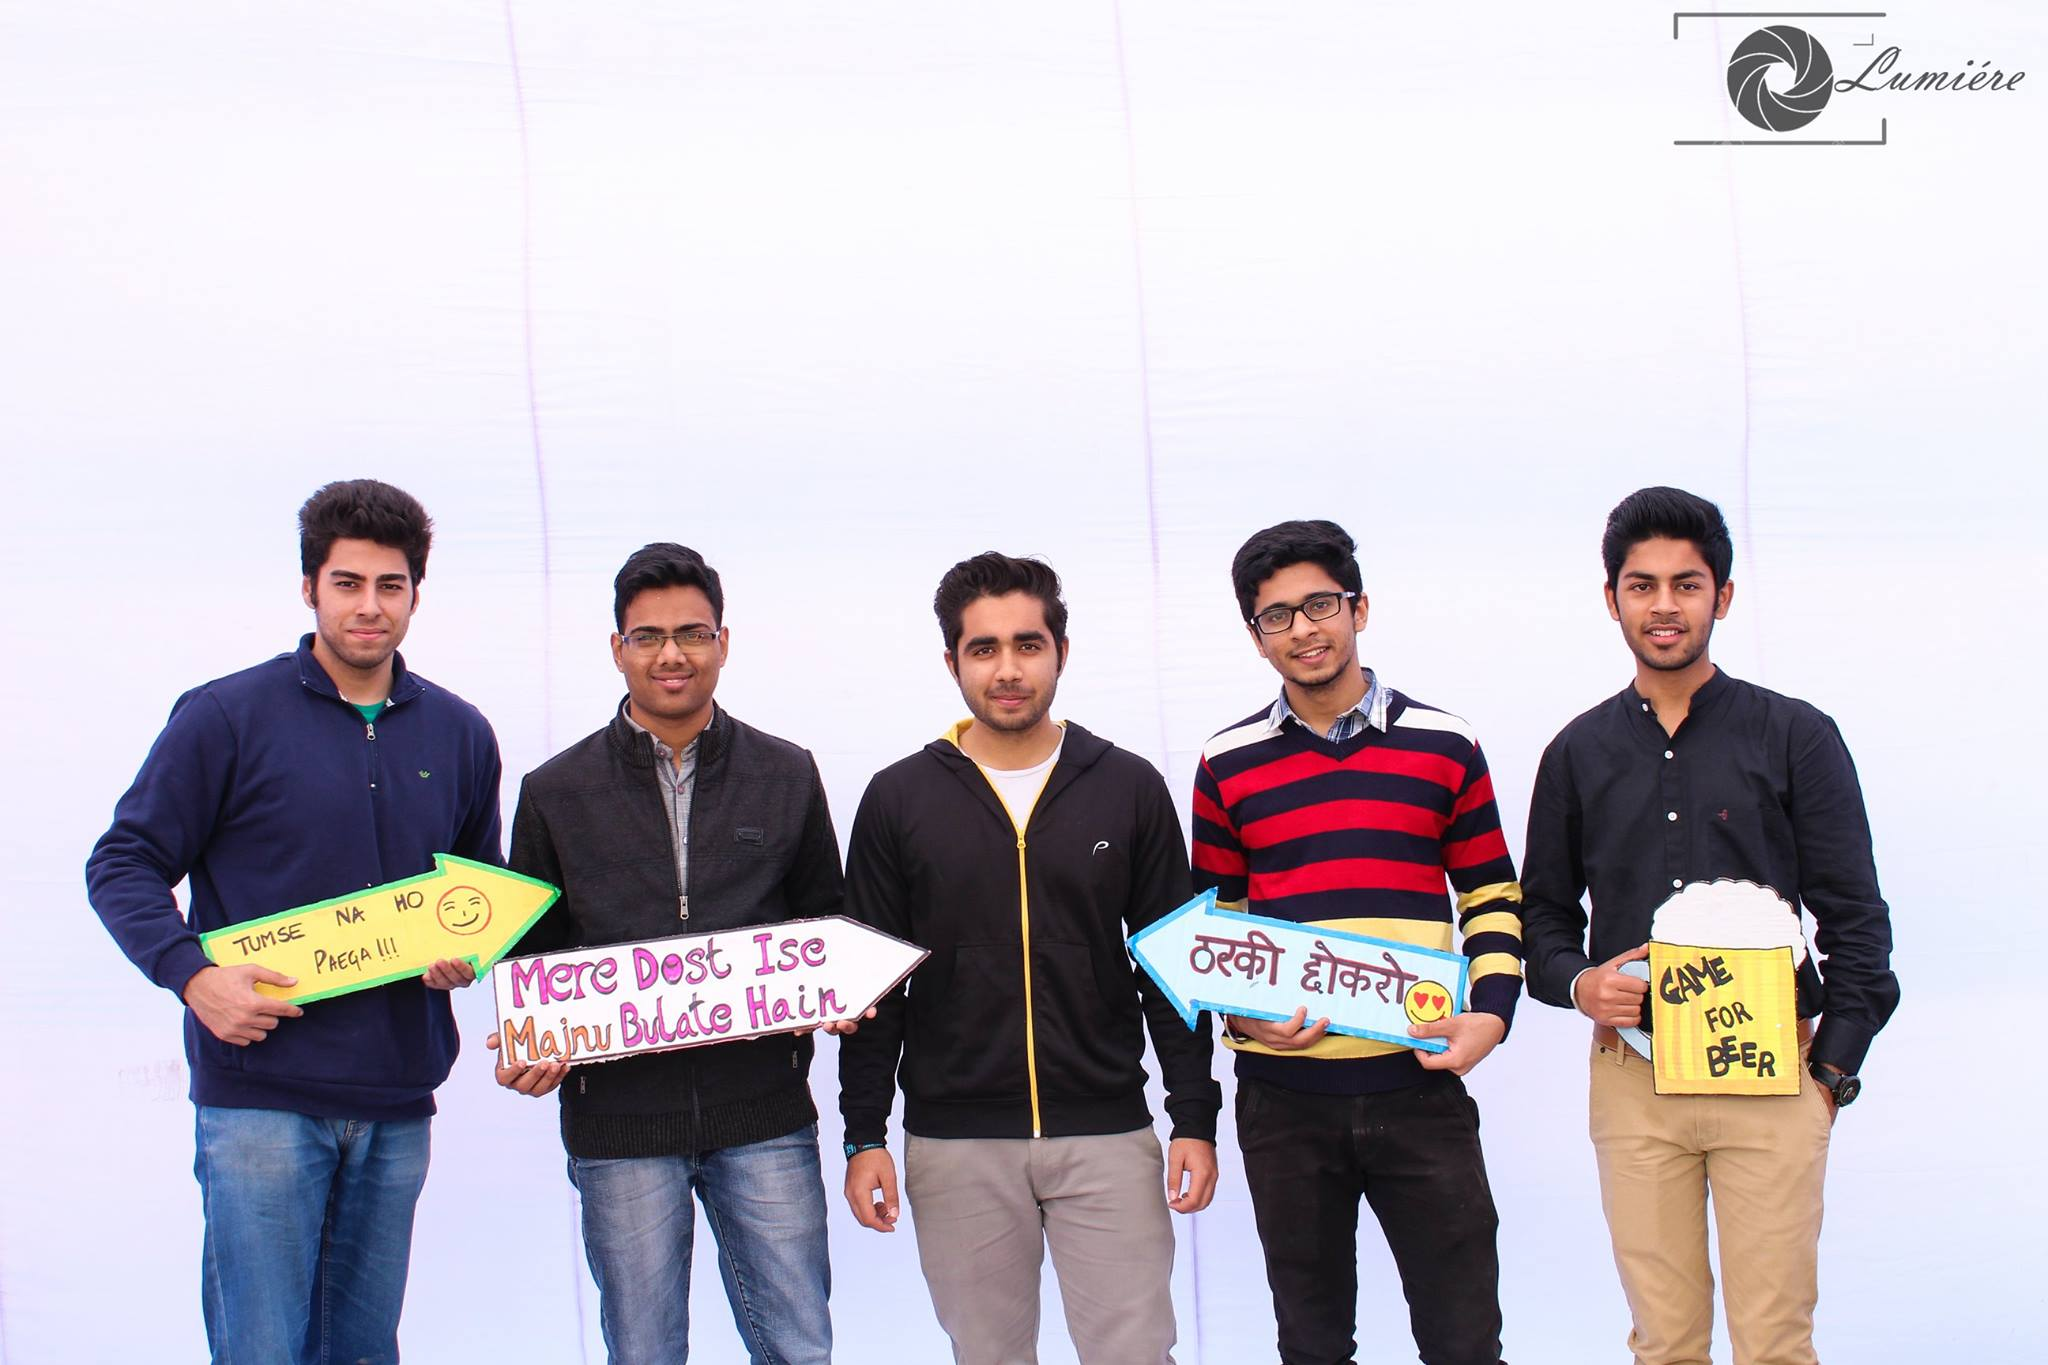 Lumiére
TUMSE NA HO
PAEGA!!!
Mere Dost Ise
Majnu Bulate Hain
ठरकी छोकरो
GAME
FOR
BEER